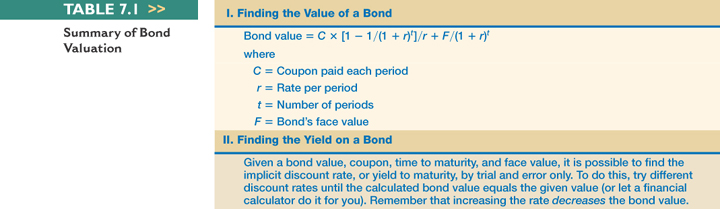 TABLE 7.1 >>
Summary of Bond
Valuation
I. Finding the Value of a Bond
Bond value = C × [1 − 1/(1 + r)ᵗ]/r + F/(1 + r)ᵗ
where
C = Coupon paid each period
r = Rate per period
t = Number of periods
F = Bond's face value
II. Finding the Yield on a Bond
Given a bond value, coupon, time to maturity, and face value, it is possible to find the
implicit discount rate, or yield to maturity, by trial and error only. To do this, try different
discount rates until the calculated bond value equals the given value (or let a financial
calculator do it for you). Remember that increasing the rate decreases the bond value.